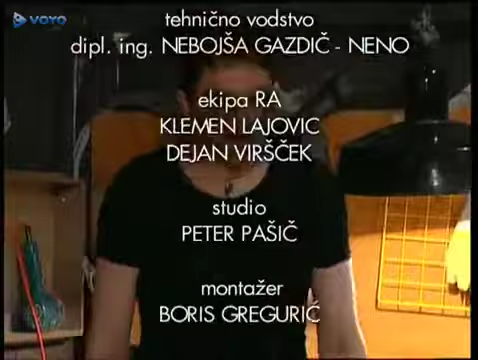 VOYO
tehnično vodstvo
dipl. ing. NEBOJŠA GAZDIČ - NENO
ekipa RA
KLEMEN LAJOVIC
DEJAN VIRŠČEK
studio
PETER PAŠIČ
montažer
BORIS GREGURIČ